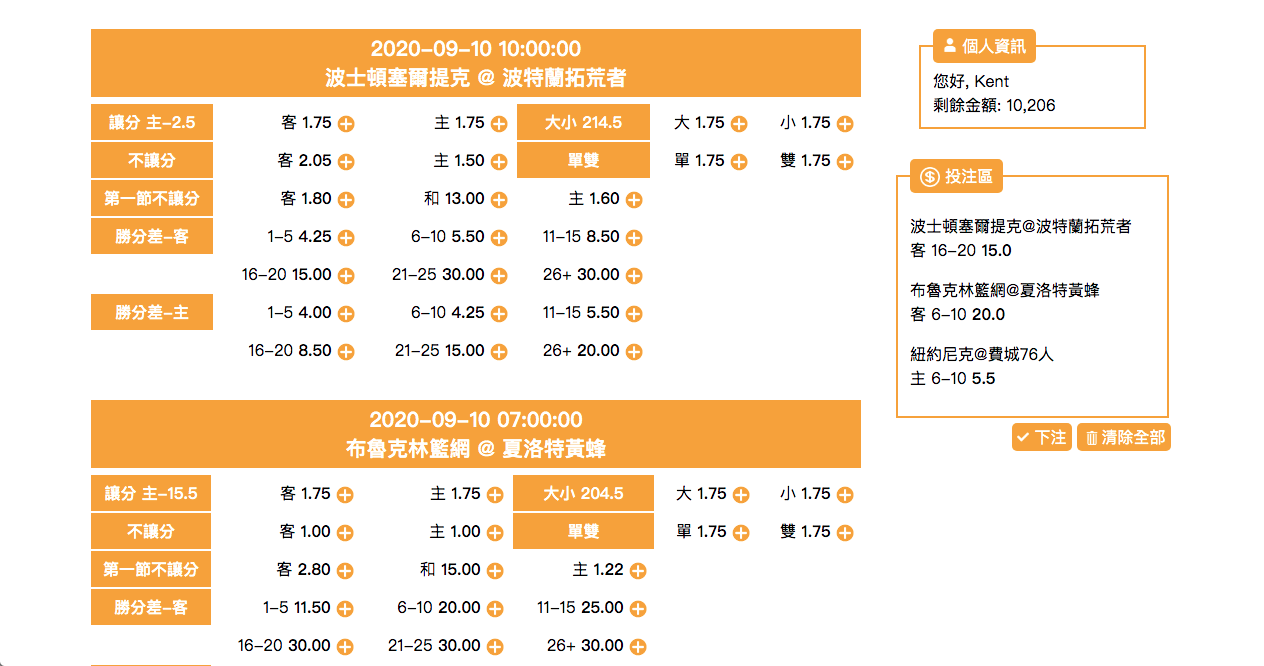 2020-09-10 10:00:00
波士頓塞爾提克 @ 波特蘭拓荒者
讓分 主-2.5 客 1.75 主 1.75 大小 214.5 大 1.75 小 1.75
不讓分 客 2.05 主 1.50 單雙 單 1.75 雙 1.75
第一節不讓分 客 1.80 和 13.00 主 1.60
勝分差-客 1-5 4.25 6-10 5.50 11-15 8.50
16-20 15.00 21-25 30.00 26+ 30.00
勝分差-主 1-5 4.00 6-10 4.25 11-15 5.50
16-20 8.50 21-25 15.00 26+ 20.00
2020-09-10 07:00:00
布魯克林籃網 @ 夏洛特黃蜂
讓分 主-15.5 客 1.75 主 1.75 大小 204.5 大 1.75 小 1.75
不讓分 客 1.00 主 1.00 單雙 單 1.75 雙 1.75
第一節不讓分 客 2.80 和 15.00 主 1.22
勝分差-客 1-5 11.50 6-10 20.00 11-15 25.00
16-20 30.00 21-25 30.00 26+ 30.00
個人資訊
您好, Kent
剩餘金額: 10,206
投注區
波士頓塞爾提克@波特蘭拓荒者
客 16-20 15.0
布魯克林籃網@夏洛特黃蜂
客 6-10 20.0
紐約尼克@費城76人
主 6-10 5.5
下注 清除全部